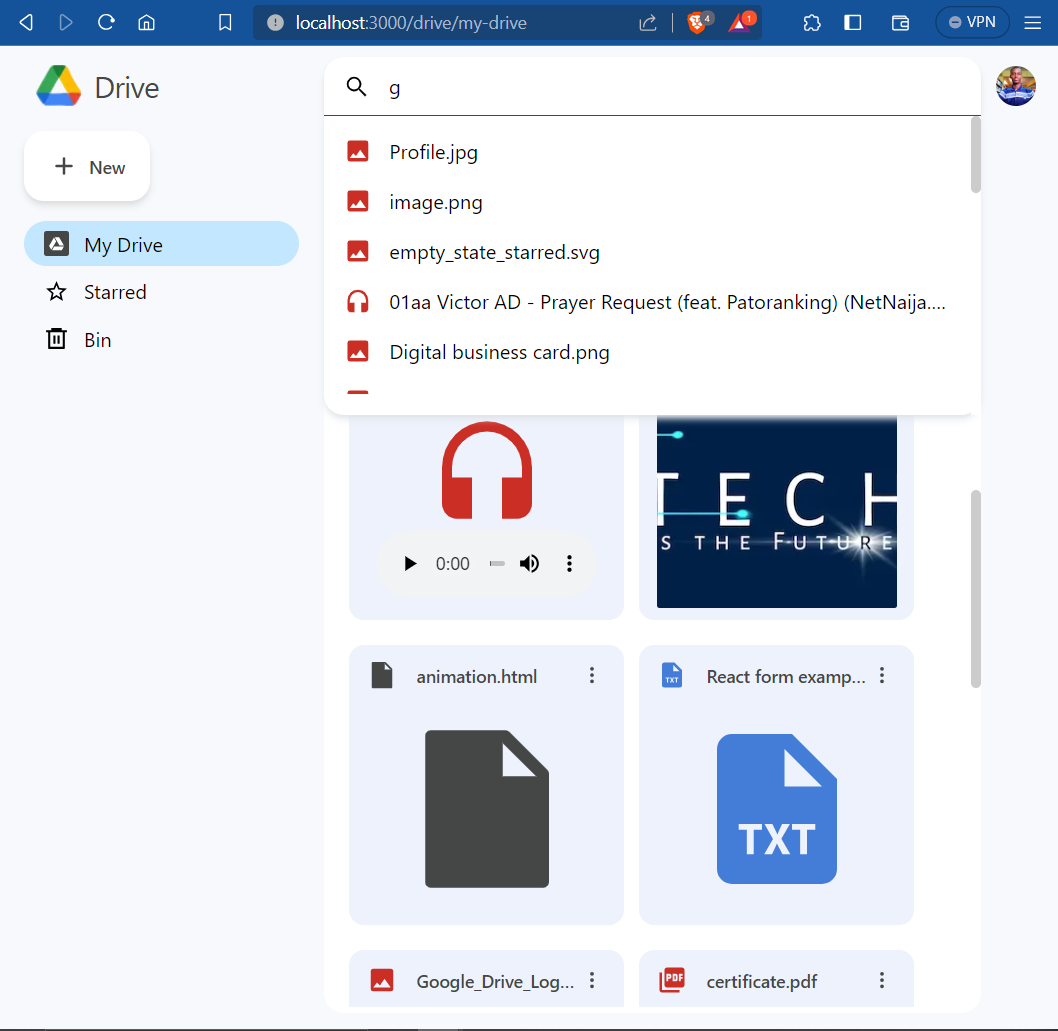 localhost:3000/drive/my-drive
4
1
VPN
Drive
g
New
Profile.jpg
My Drive
image.png
empty_state_starred.svg
Starred
01aa Victor AD - Prayer Request (feat. Patoranking) (NetNaija....
Bin
Digital business card.png
TECH
S THE FUTURE
0:00
animation.html
TXT
React form examp...
TXT
Google_Drive_Log...
PDF
certificate.pdf